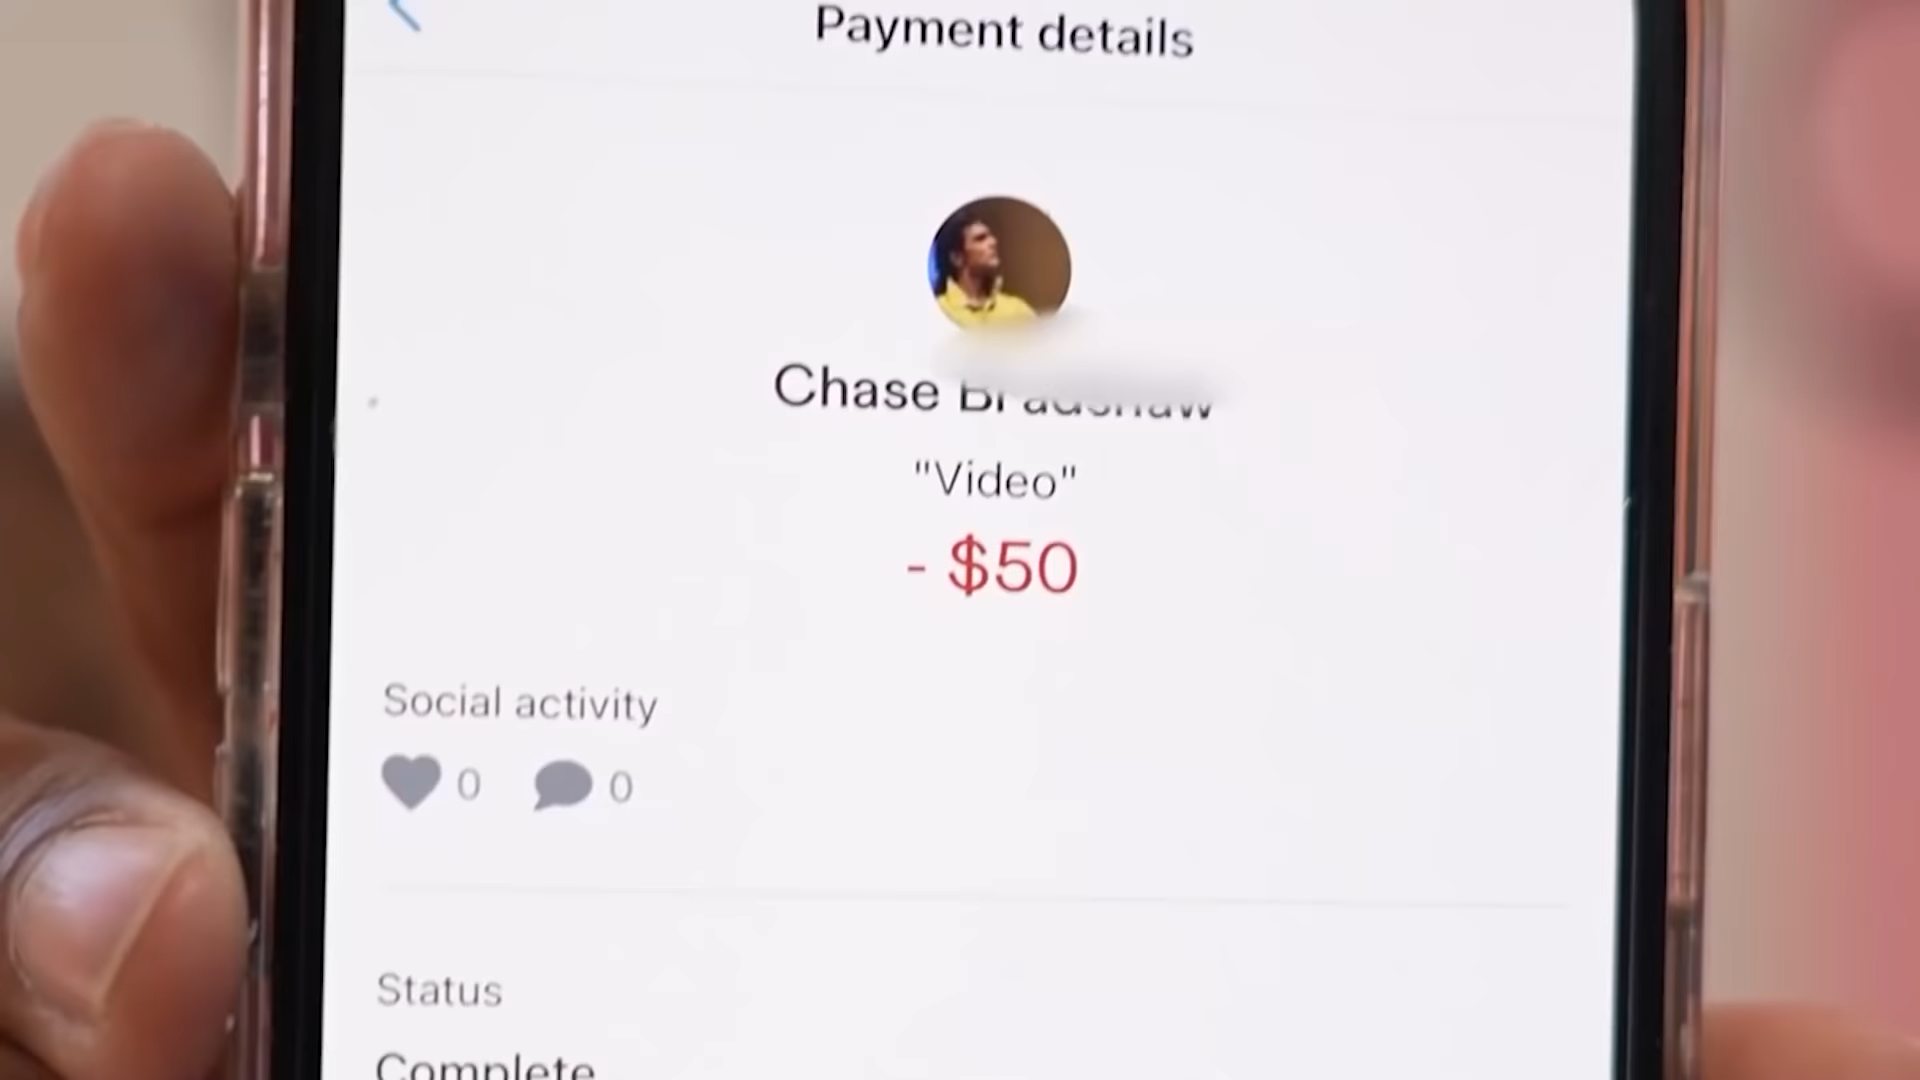 Payment details
Chase
"Video"
- $50
Social activity
0 0
Status
Complete